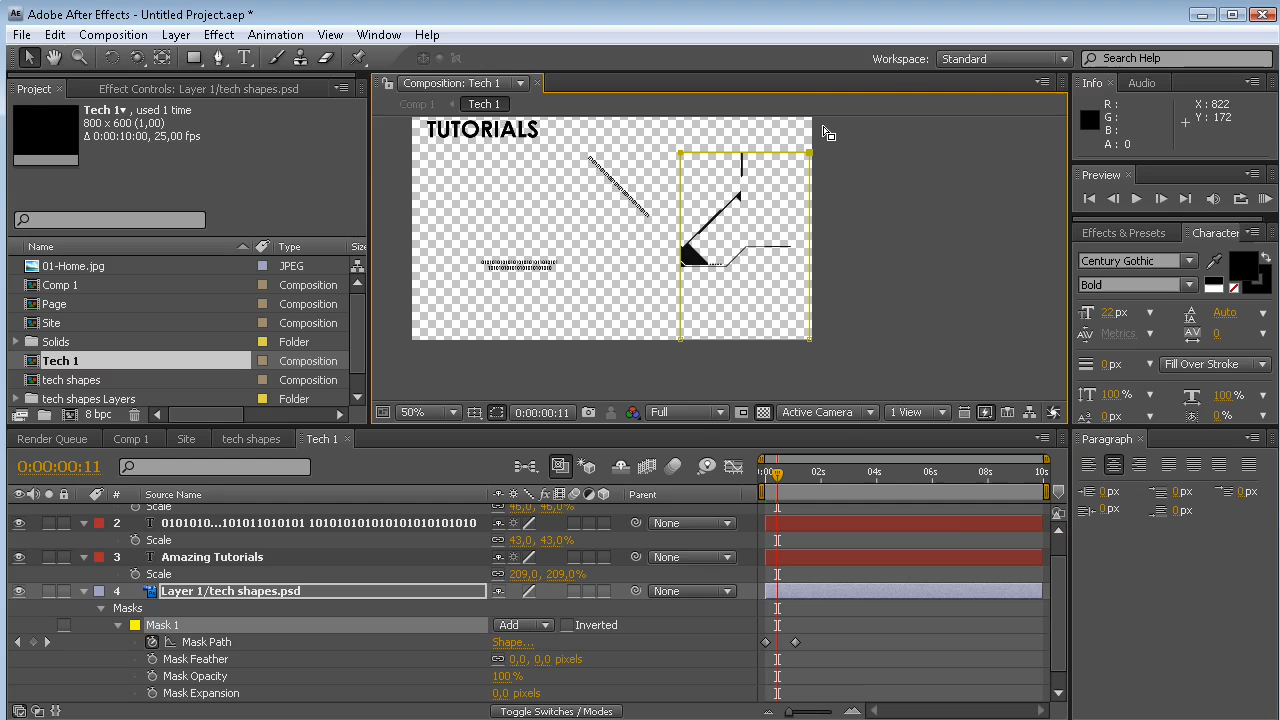 Adobe After Effects - Untitled Project.aep *
File Edit Composition Layer Effect Animation View Window Help
Workspace: Standard Search Help
Project Effect Controls: Layer 1/tech shapes.psd
Tech 1▾, used 1 time
800 x 600 (1,00)
Δ 0:00:10:00, 25,00 fps
Name Type Size
01-Home.jpg JPEG
Comp 1 Composition
Page Composition
Site Composition
Solids Folder
Tech 1 Composition
tech shapes Composition
tech shapes Layers Folder
8 bpc
Composition: Tech 1
Comp 1 Tech 1
TUTORIALS
50% 0:00:00:11 Full Active Camera 1 View
Info Audio
R: X: 822
G: Y: 172
B:
A: 0
Preview
Effects & Presets Character
Century Gothic
Bold
22 px Auto
Metrics 0
0 px Fill Over Stroke
100 % 100 %
0 px 0 %
Paragraph
0 px 0 px 0 px
0 px 0 px
Render Queue Comp 1 Site tech shapes Tech 1
0:00:00:11
# Source Name Parent
0:00s 02s 04s 06s 08s 10s
Scale 46,0, 46,0%
2 T 0101010...101011010101 10101010101010101010101010 None
Scale 43,0, 43,0%
3 T Amazing Tutorials None
Scale 209,0, 209,0%
4 Layer 1/tech shapes.psd None
Masks
Mask 1 Add Inverted
Mask Path Shape...
Mask Feather 0,0, 0,0 pixels
Mask Opacity 100 %
Mask Expansion 0,0 pixels
Toggle Switches / Modes